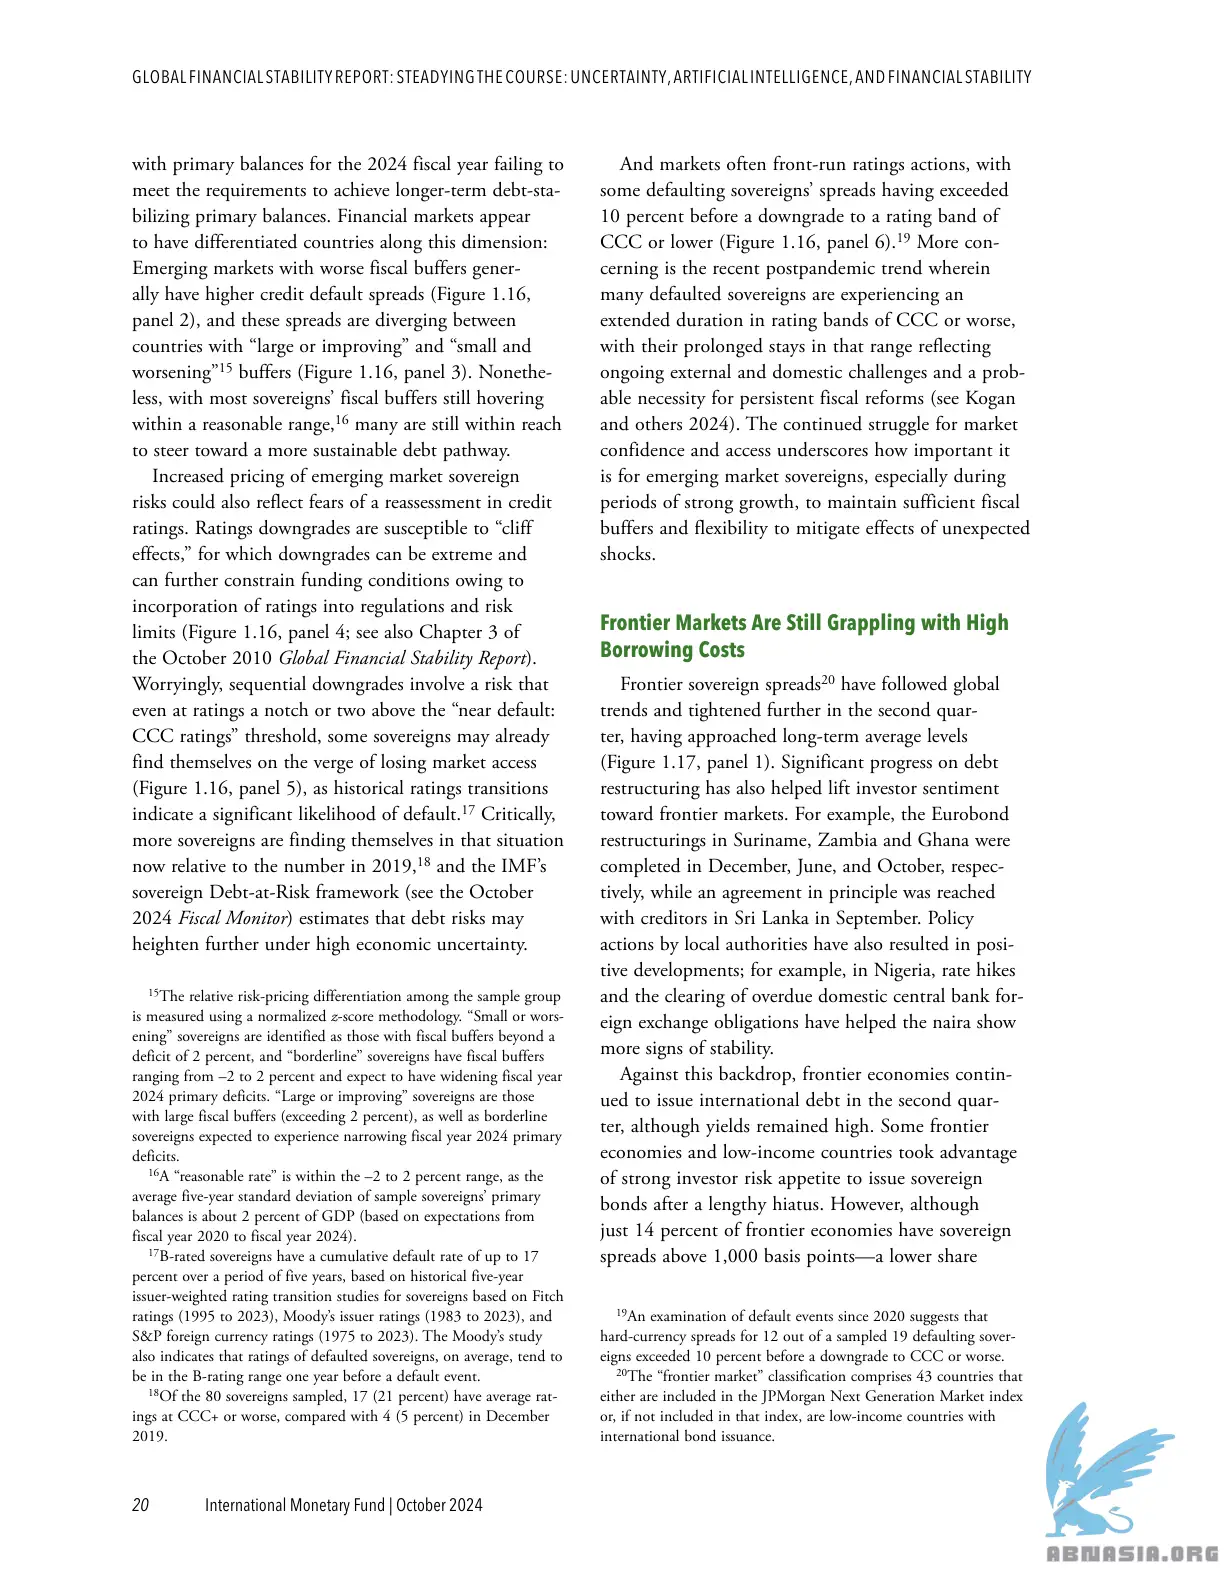 GLOBAL FINANCIAL STABILITY REPORT: STEADYING THE COURSE: UNCERTAINTY, ARTIFICIAL INTELLIGENCE, AND FINANCIAL STABILITY
with primary balances for the 2024 fiscal year failing to
meet the requirements to achieve longer-term debt-sta-
bilizing primary balances. Financial markets appear
to have differentiated countries along this dimension:
Emerging markets with worse fiscal buffers gener-
ally have higher credit default spreads (Figure 1.16,
panel 2), and these spreads are diverging between
countries with “large or improving” and “small and
worsening”15 buffers (Figure 1.16, panel 3). Nonethe-
less, with most sovereigns’ fiscal buffers still hovering
within a reasonable range,16 many are still within reach
to steer toward a more sustainable debt pathway.
Increased pricing of emerging market sovereign
risks could also reflect fears of a reassessment in credit
ratings. Ratings downgrades are susceptible to “cliff
effects,” for which downgrades can be extreme and
can further constrain funding conditions owing to
incorporation of ratings into regulations and risk
limits (Figure 1.16, panel 4; see also Chapter 3 of
the October 2010 Global Financial Stability Report).
Worryingly, sequential downgrades involve a risk that
even at ratings a notch or two above the “near default:
CCC ratings” threshold, some sovereigns may already
find themselves on the verge of losing market access
(Figure 1.16, panel 5), as historical ratings transitions
indicate a significant likelihood of default.17 Critically,
more sovereigns are finding themselves in that situation
now relative to the number in 2019,18 and the IMF’s
sovereign Debt-at-Risk framework (see the October
2024 Fiscal Monitor) estimates that debt risks may
heighten further under high economic uncertainty.
15The relative risk-pricing differentiation among the sample group
is measured using a normalized z-score methodology. “Small or wors-
ening” sovereigns are identified as those with fiscal buffers beyond a
deficit of 2 percent, and “borderline” sovereigns have fiscal buffers
ranging from –2 to 2 percent and expect to have widening fiscal year
2024 primary deficits. “Large or improving” sovereigns are those
with large fiscal buffers (exceeding 2 percent), as well as borderline
sovereigns expected to experience narrowing fiscal year 2024 primary
deficits.
16A “reasonable rate” is within the –2 to 2 percent range, as the
average five-year standard deviation of sample sovereigns’ primary
balances is about 2 percent of GDP (based on expectations from
fiscal year 2020 to fiscal year 2024).
17B-rated sovereigns have a cumulative default rate of up to 17
percent over a period of five years, based on historical five-year
issuer-weighted rating transition studies for sovereigns based on Fitch
ratings (1995 to 2023), Moody’s issuer ratings (1983 to 2023), and
S&P foreign currency ratings (1975 to 2023). The Moody’s study
also indicates that ratings of defaulted sovereigns, on average, tend to
be in the B-rating range one year before a default event.
18Of the 80 sovereigns sampled, 17 (21 percent) have average rat-
ings at CCC+ or worse, compared with 4 (5 percent) in December
2019.
And markets often front-run ratings actions, with
some defaulting sovereigns’ spreads having exceeded
10 percent before a downgrade to a rating band of
CCC or lower (Figure 1.16, panel 6).19 More con-
cerning is the recent postpandemic trend wherein
many defaulted sovereigns are experiencing an
extended duration in rating bands of CCC or worse,
with their prolonged stays in that range reflecting
ongoing external and domestic challenges and a prob-
able necessity for persistent fiscal reforms (see Kogan
and others 2024). The continued struggle for market
confidence and access underscores how important it
is for emerging market sovereigns, especially during
periods of strong growth, to maintain sufficient fiscal
buffers and flexibility to mitigate effects of unexpected
shocks.
Frontier Markets Are Still Grappling with High
Borrowing Costs
Frontier sovereign spreads20 have followed global
trends and tightened further in the second quar-
ter, having approached long-term average levels
(Figure 1.17, panel 1). Significant progress on debt
restructuring has also helped lift investor sentiment
toward frontier markets. For example, the Eurobond
restructurings in Suriname, Zambia and Ghana were
completed in December, June, and October, respec-
tively, while an agreement in principle was reached
with creditors in Sri Lanka in September. Policy
actions by local authorities have also resulted in posi-
tive developments; for example, in Nigeria, rate hikes
and the clearing of overdue domestic central bank for-
eign exchange obligations have helped the naira show
more signs of stability.
Against this backdrop, frontier economies contin-
ued to issue international debt in the second quar-
ter, although yields remained high. Some frontier
economies and low-income countries took advantage
of strong investor risk appetite to issue sovereign
bonds after a lengthy hiatus. However, although
just 14 percent of frontier economies have sovereign
spreads above 1,000 basis points—a lower share
19An examination of default events since 2020 suggests that
hard-currency spreads for 12 out of a sampled 19 defaulting sover-
eigns exceeded 10 percent before a downgrade to CCC or worse.
20The “frontier market” classification comprises 43 countries that
either are included in the JPMorgan Next Generation Market index
or, if not included in that index, are low-income countries with
international bond issuance.
20 International Monetary Fund | October 2024
ABNASIA.ORG